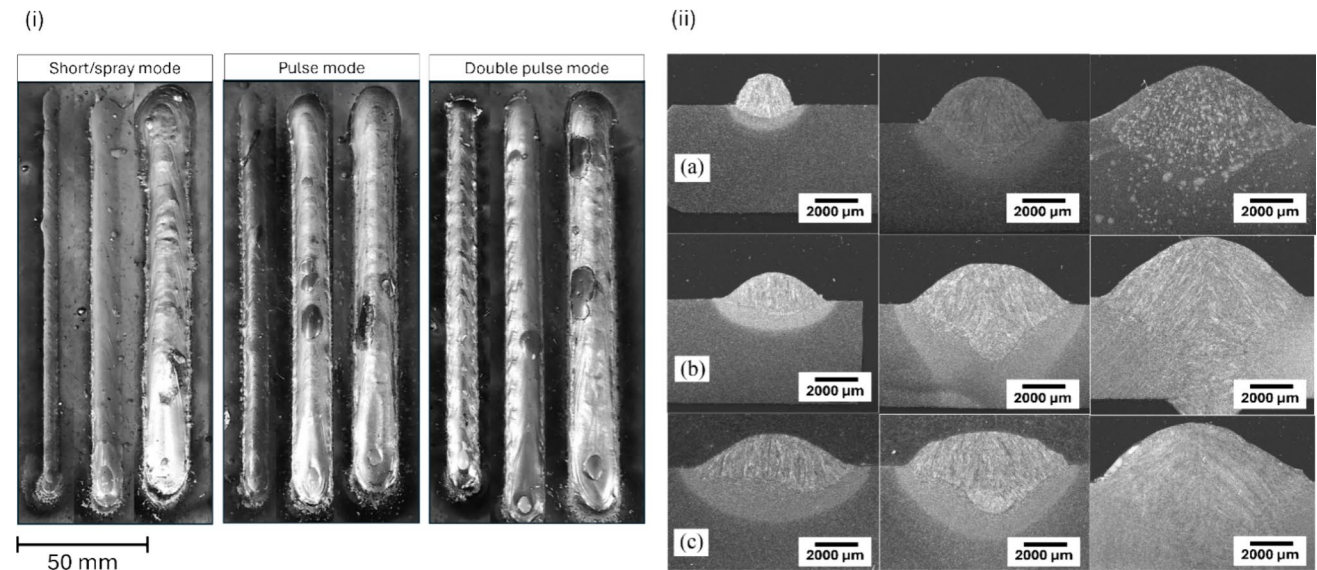 (i)
Short/spray mode
Pulse mode
Double pulse mode
50 mm
(ii)
(a)
2000 µm
2000 µm
2000 µm
(b)
2000 µm
2000 µm
2000 µm
(c)
2000 µm
2000 µm
2000 µm